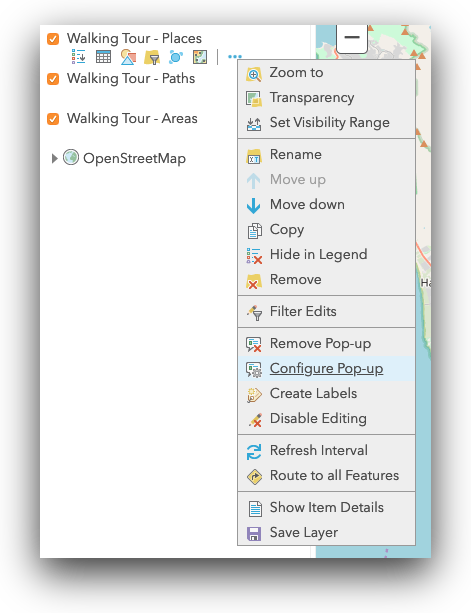 Walking Tour - Places
Walking Tour - Paths
Walking Tour - Areas
OpenStreetMap
Zoom to
Transparency
Set Visibility Range
Rename
Move up
Move down
Copy
Hide in Legend
Remove
Filter Edits
Remove Pop-up
Configure Pop-up
Create Labels
Disable Editing
Refresh Interval
Route to all Features
Show Item Details
Save Layer
Ha